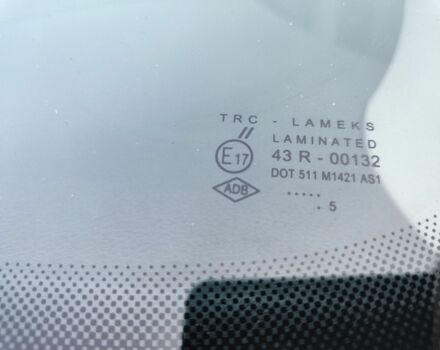 TRC - LAMEKS
//
LAMINATED
E17 43 R - 00132
DOT 511 M1421 AS1
ADB
.....
. 5